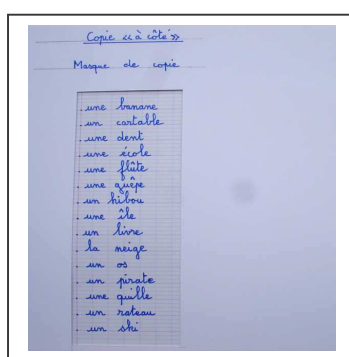 Copie « à côté »
Masque de copie
. une banane
. un cartable
. une dent
. une école
. une flûte
. une guêpe
. un hibou
. une île
. un livre
. la neige
. un os
. un pirate
. une quille
. un rateau
. un ski